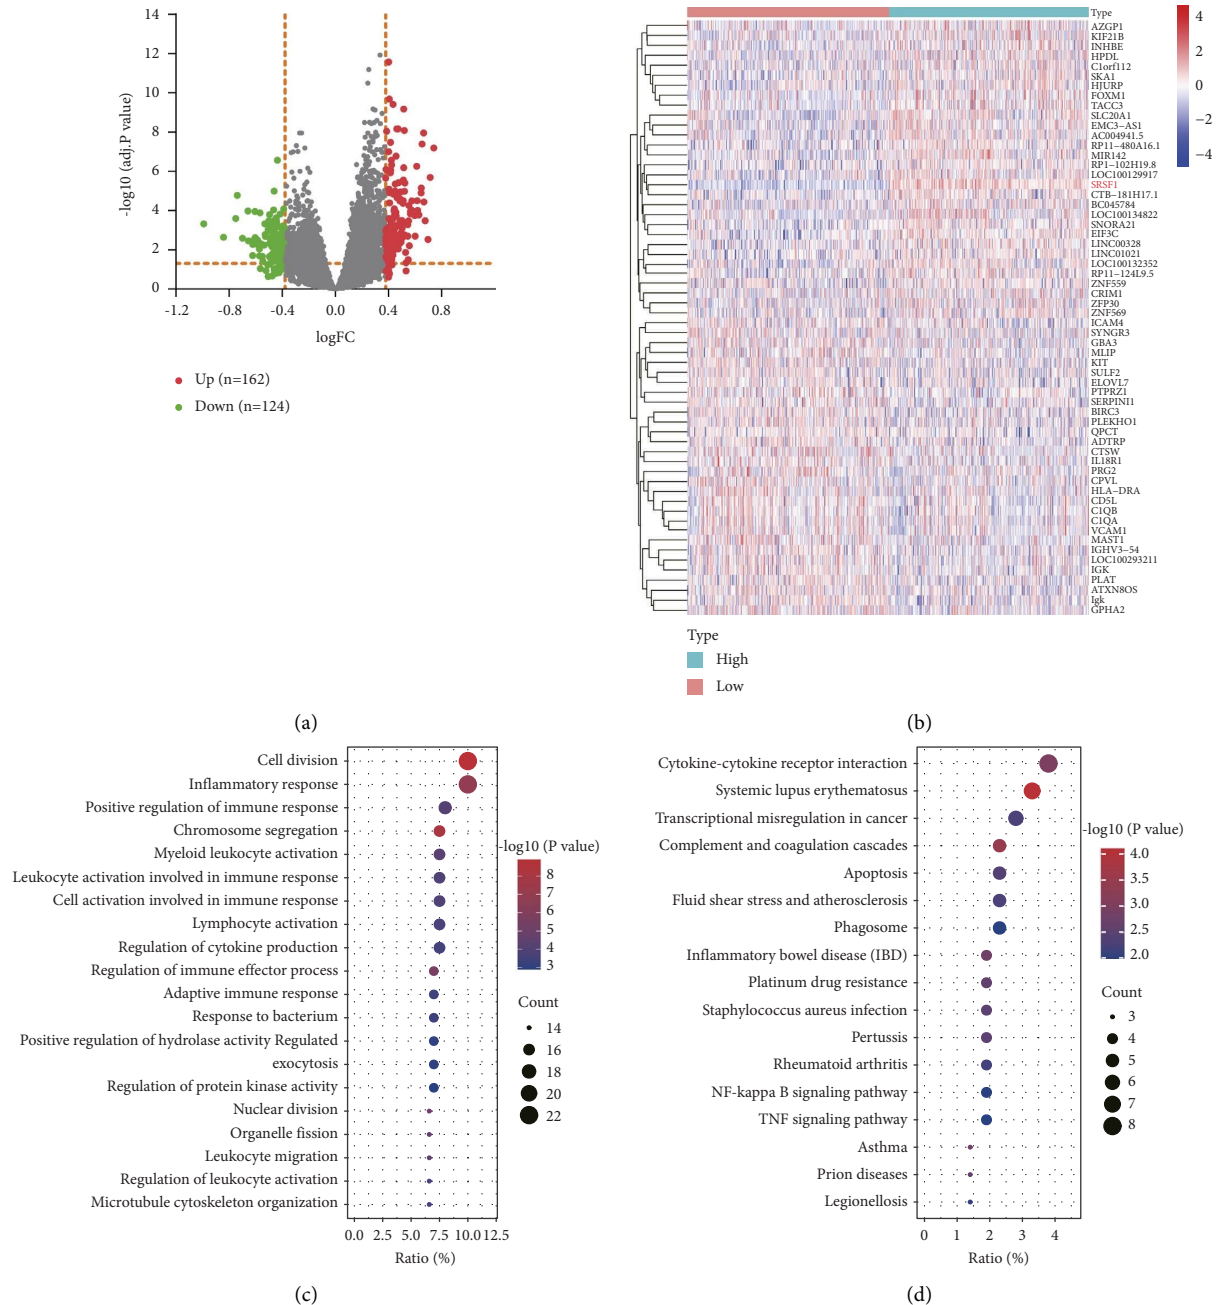 14
12
10
8
6
4
2
0
-log10 (adj.P value)
-1.2
-0.8
-0.4
0.0
0.4
0.8
logFC
Up (n=162)
Down (n=124)
(a)
Type
AZGP1
KIF21B
INHBE
HPDL
C1orf112
SKA1
HJURP
FOXM1
TACC3
SLC20A1
EMC3−AS1
AC004941.5
RP11−480A16.1
MIR142
RP1−102H19.8
LOC100129917
SRSF1
CTB−181H17.1
BC045784
LOC100134822
SNORA21
EIF3C
LINC00328
LINC01021
LOC100132352
RP11−124L9.5
ZNF559
CRIM1
ZFP30
ZNF569
ICAM4
SYNGR3
GBA3
MLIP
KIT
SULF2
ELOVL7
PTPRZ1
SERPINI1
BIRC3
PLEKHO1
QPCT
ADTRP
CTSW
IL18R1
PRG2
CPVL
HLA−DRA
CD5L
C1QB
C1QA
VCAM1
MAST1
IGHV3−54
LOC100293211
IGK
PLAT
ATXN8OS
Igk
GPHA2
4
2
0
−2
−4
Type
High
Low
(b)
Cell division
Inflammatory response
Positive regulation of immune response
Chromosome segregation
Myeloid leukocyte activation
Leukocyte activation involved in immune response
Cell activation involved in immune response
Lymphocyte activation
Regulation of cytokine production
Regulation of immune effector process
Adaptive immune response
Response to bacterium
Positive regulation of hydrolase activity Regulated
exocytosis
Regulation of protein kinase activity
Nuclear division
Organelle fission
Leukocyte migration
Regulation of leukocyte activation
Microtubule cytoskeleton organization
0.0 2.5 5.0 7.5 10.0 12.5
Ratio (%)
-log10 (P value)
8
7
6
5
4
3
Count
14
16
18
20
22
(c)
Cytokine-cytokine receptor interaction
Systemic lupus erythematosus
Transcriptional misregulation in cancer
Complement and coagulation cascades
Apoptosis
Fluid shear stress and atherosclerosis
Phagosome
Inflammatory bowel disease (IBD)
Platinum drug resistance
Staphylococcus aureus infection
Pertussis
Rheumatoid arthritis
NF-kappa B signaling pathway
TNF signaling pathway
Asthma
Prion diseases
Legionellosis
0 1 2 3 4
Ratio (%)
-log10 (P value)
4.0
3.5
3.0
2.5
2.0
Count
3
4
5
6
7
8
(d)